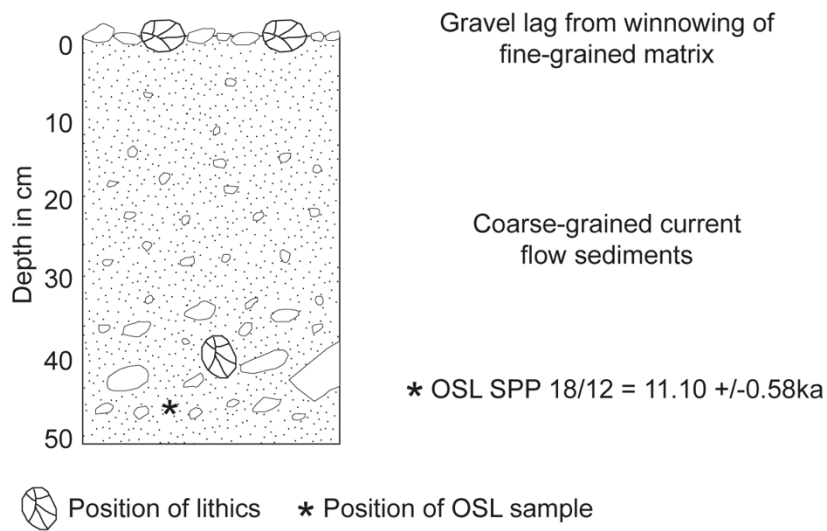 Gravel lag from winnowing of
fine-grained matrix
0
10
20
30
40
50
Depth in cm
Coarse-grained current
flow sediments
* OSL SPP 18/12 = 11.10 +/-0.58ka
*
Position of lithics
* Position of OSL sample